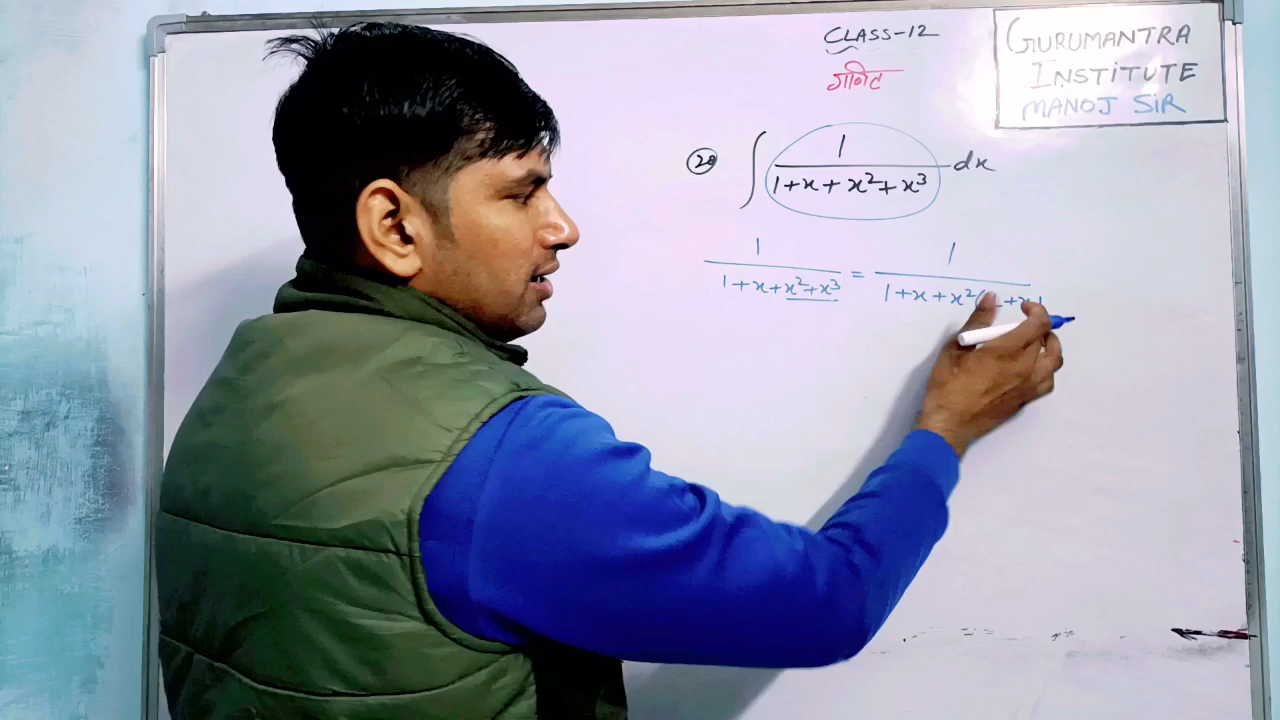 CLASS-12
गणित
GURUMANTRA
INSTITUTE
MANOJ SIR
(28) ∫ 1/(1+x+x²+x³) dx
1/(1+x+x²+x³) = 1/(1+x+x²(1+x)